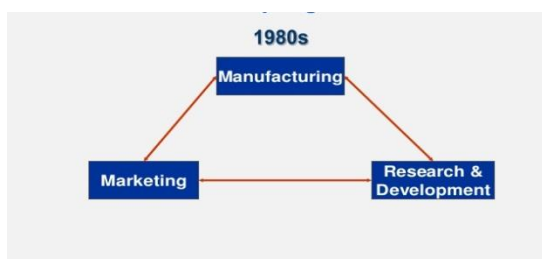 1980s
Manufacturing
Marketing
Research &
Development